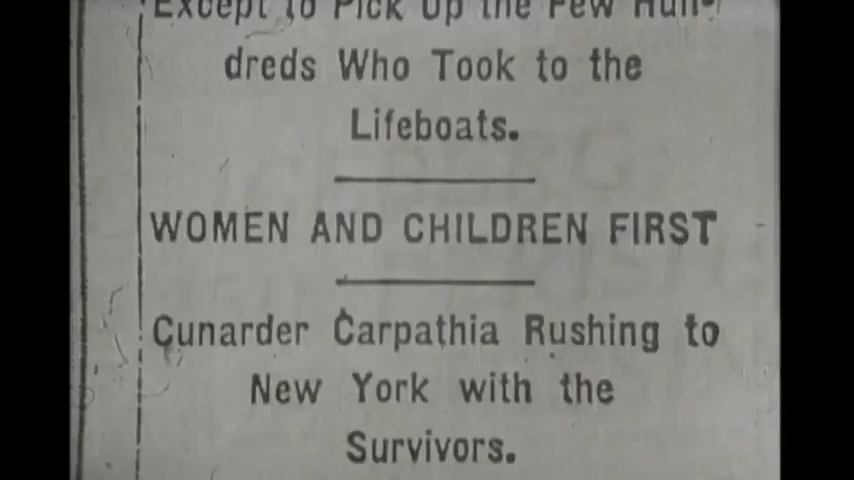 Except to Pick Up the Few Hun-
dreds Who Took to the
Lifeboats.
WOMEN AND CHILDREN FIRST
Cunarder Carpathia Rushing to
New York with the
Survivors.